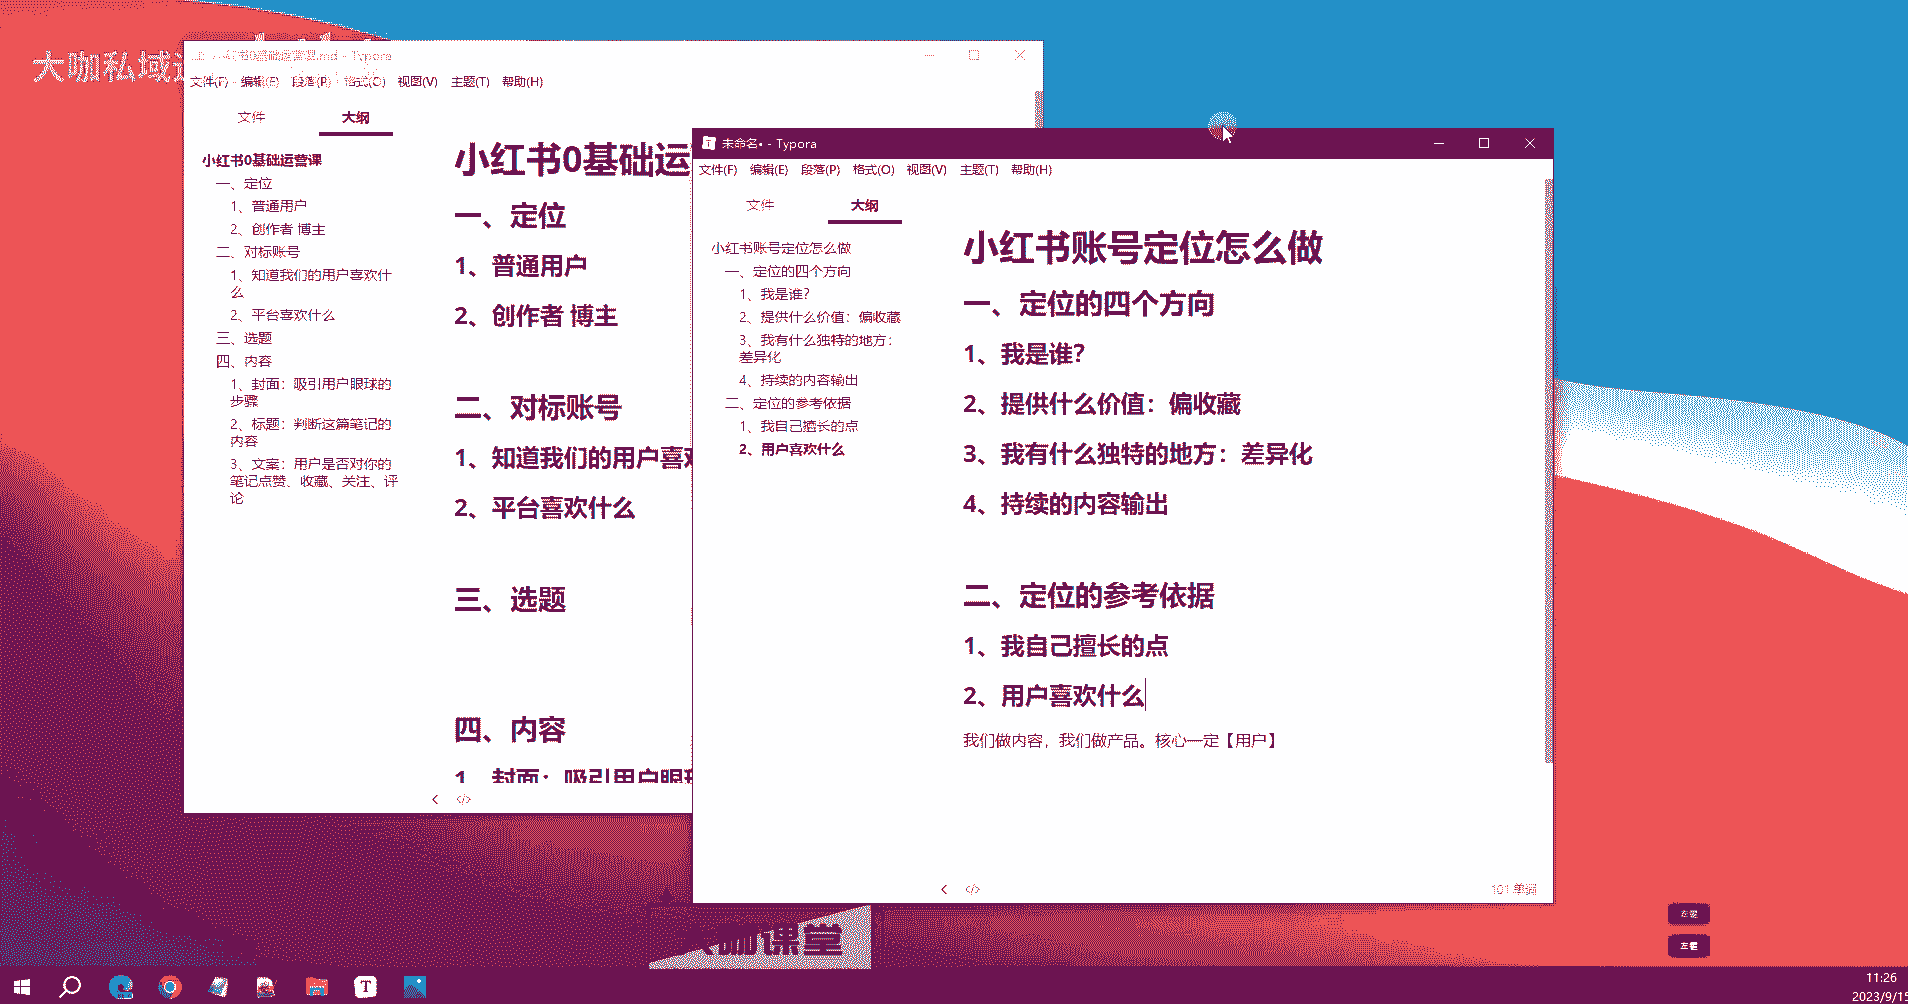 大咖私域
小红书0基础运营课.md - Typora
文件(F) 编辑(E) 段落(P) 格式(O) 视图(V) 主题(T) 帮助(H)
文件 大纲
小红书0基础运营课
一、定位
1、普通用户
2、创作者 博主
二、对标账号
1、知道我们的用户喜欢什
么
2、平台喜欢什么
三、选题
四、内容
1、封面：吸引用户眼球的
步骤
2、标题：判断这篇笔记的
内容
3、文案：用户是否对你的
笔记点赞、收藏、关注、评
论
小红书0基础运
一、定位
1、普通用户
2、创作者 博主
二、对标账号
1、知道我们的用户喜
2、平台喜欢什么
三、选题
四、内容
1、封面：吸引用户眼
未命名• - Typora
文件(F) 编辑(E) 段落(P) 格式(O) 视图(V) 主题(T) 帮助(H)
文件 大纲
小红书账号定位怎么做
一、定位的四个方向
1、我是谁？
2、提供什么价值：偏收藏
3、我有什么独特的地方：
差异化
4、持续的内容输出
二、定位的参考依据
1、我自己擅长的点
2、用户喜欢什么
小红书账号定位怎么做
一、定位的四个方向
1、我是谁？
2、提供什么价值：偏收藏
3、我有什么独特的地方：差异化
4、持续的内容输出
二、定位的参考依据
1、我自己擅长的点
2、用户喜欢什么
我们做内容，我们做产品。核心一定【用户】
101 单词
课堂
左键
左键
11:26
2023/9/15